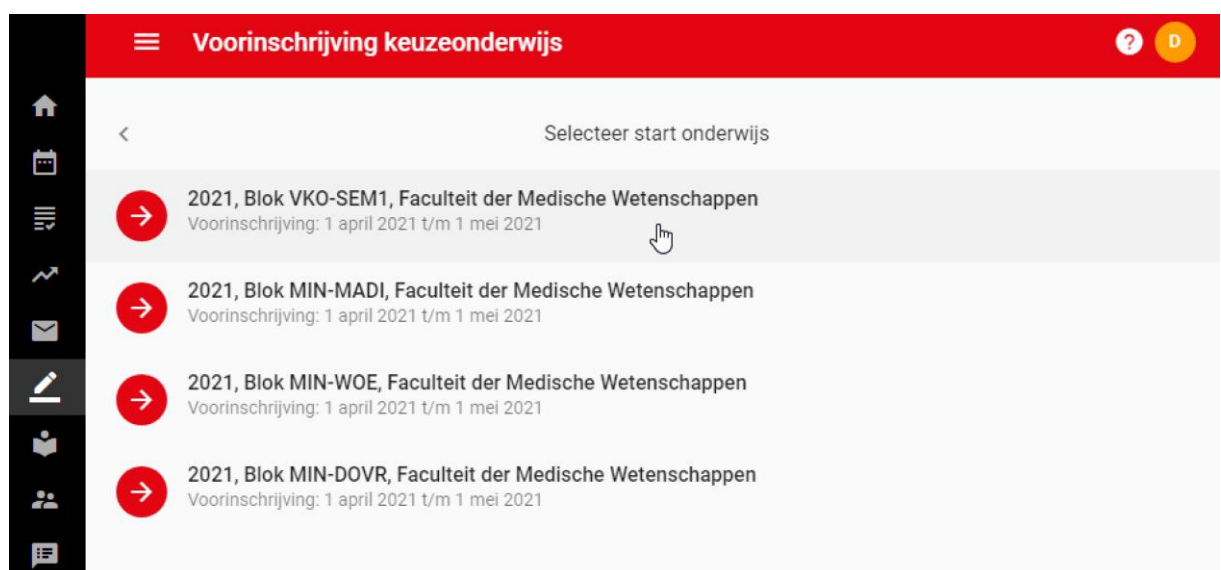 Voorinschrijving keuzeonderwijs
? D
Selecteer start onderwijs
2021, Blok VKO-SEM1, Faculteit der Medische Wetenschappen
Voorinschrijving: 1 april 2021 t/m 1 mei 2021
2021, Blok MIN-MADI, Faculteit der Medische Wetenschappen
Voorinschrijving: 1 april 2021 t/m 1 mei 2021
2021, Blok MIN-WOE, Faculteit der Medische Wetenschappen
Voorinschrijving: 1 april 2021 t/m 1 mei 2021
2021, Blok MIN-DOVR, Faculteit der Medische Wetenschappen
Voorinschrijving: 1 april 2021 t/m 1 mei 2021